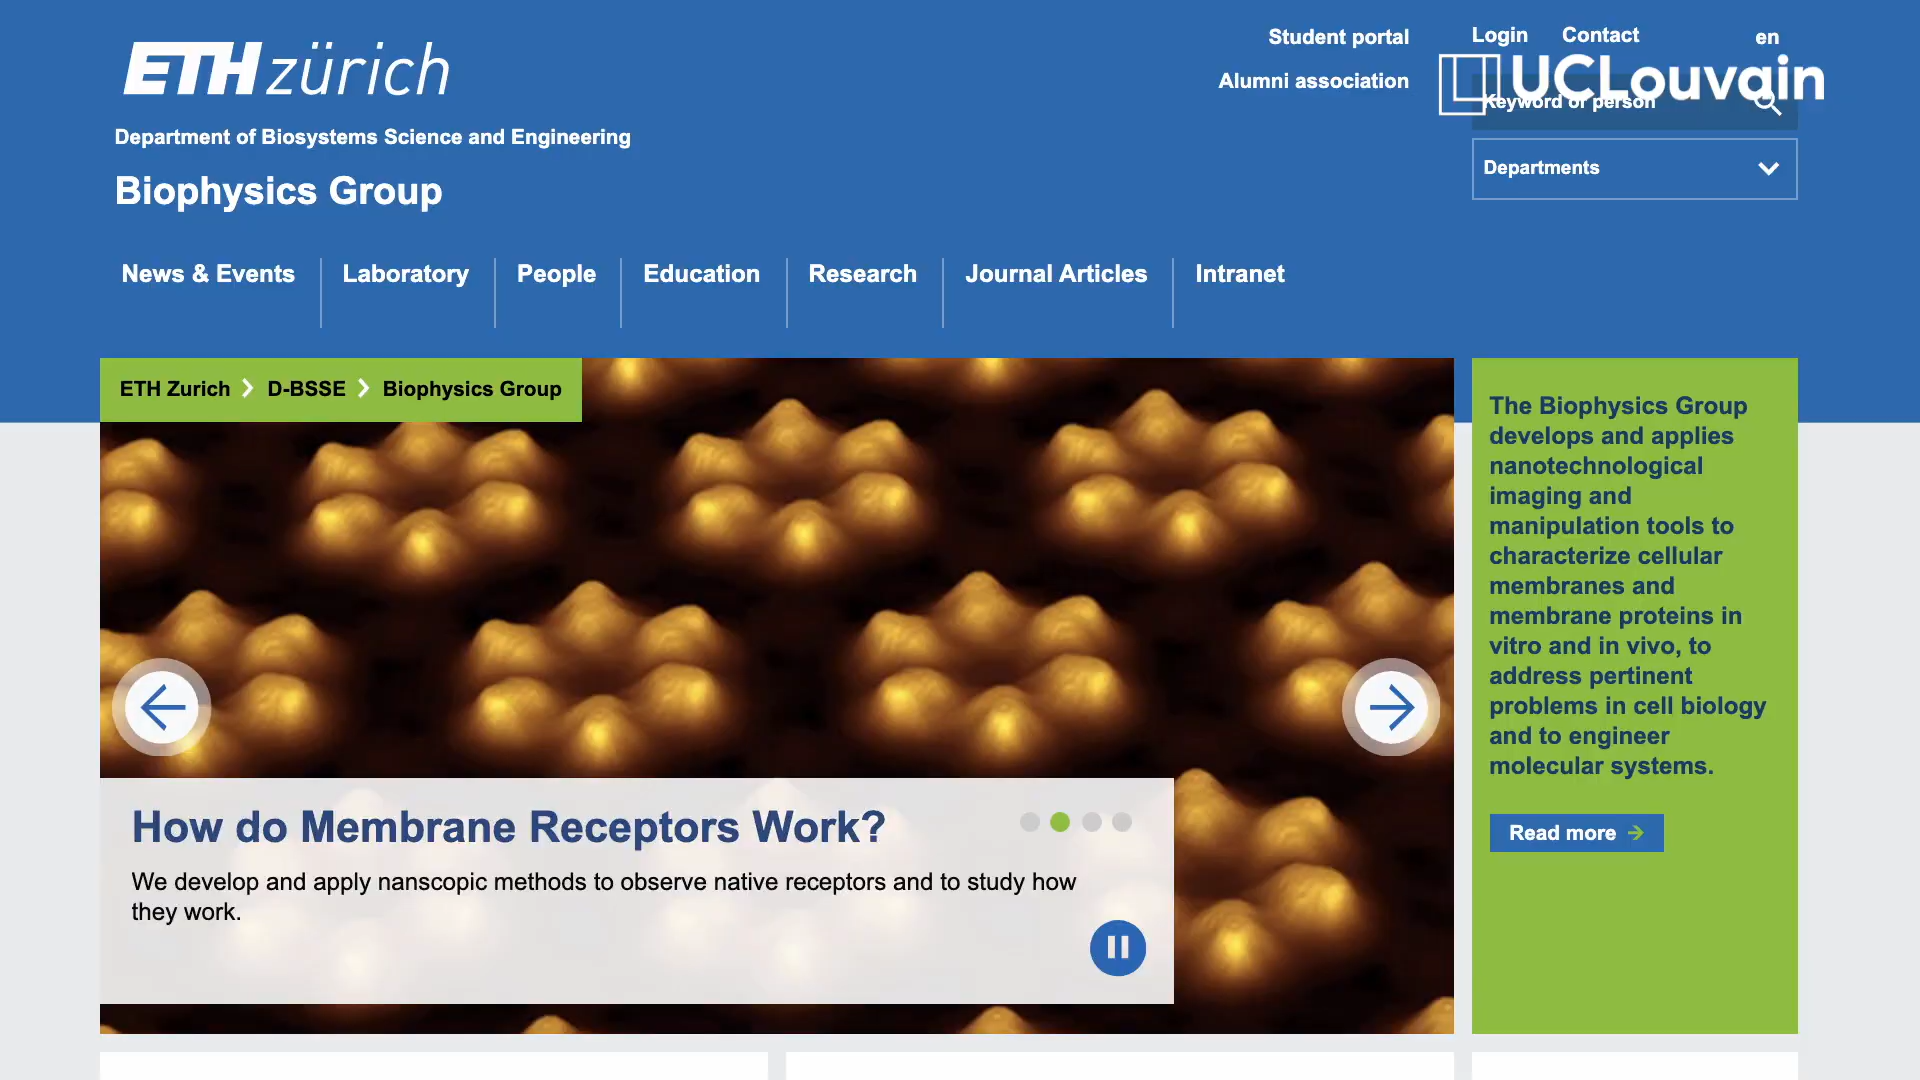 ETH zürich
Student portal
Login
Contact
en
Alumni association
UCLouvain
Keyword or person
Department of Biosystems Science and Engineering
Departments
Biophysics Group
News & Events
Laboratory
People
Education
Research
Journal Articles
Intranet
ETH Zurich
D-BSSE
Biophysics Group
The Biophysics Group
develops and applies
nanotechnological
imaging and
manipulation tools to
characterize cellular
membranes and
membrane proteins in
vitro and in vivo, to
address pertinent
problems in cell biology
and to engineer
molecular systems.
Read more
How do Membrane Receptors Work?
We develop and apply nanscopic methods to observe native receptors and to study how
they work.